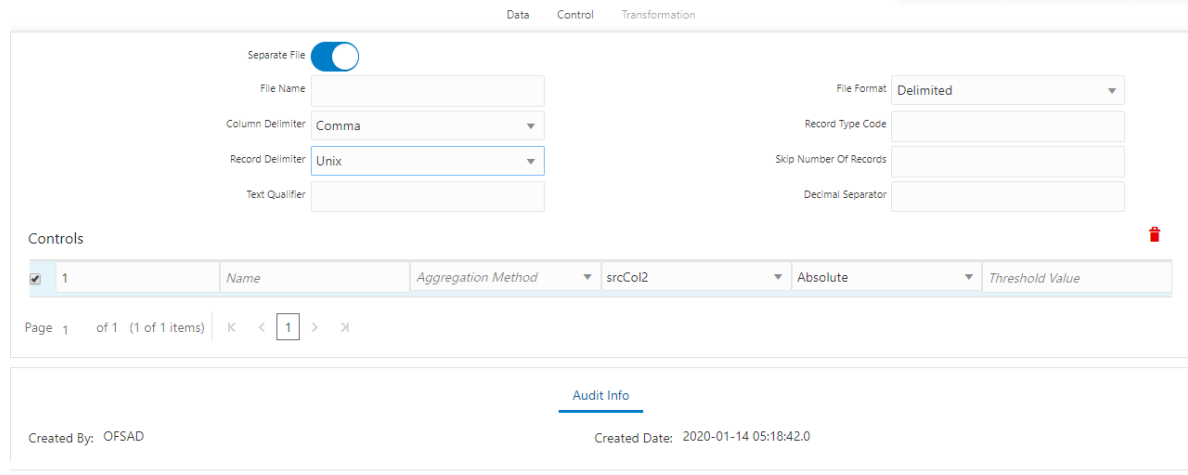 Data Control Transformation
Separate File
File Name File Format Delimited
Column Delimiter Comma Record Type Code
Record Delimiter Unix Skip Number Of Records
Text Qualifier Decimal Separator
Controls
1 Name Aggregation Method srcCol2 Absolute Threshold Value
Page 1 of 1 (1 of 1 items) K < 1 > >|
Audit Info
Created By: OFSAD Created Date: 2020-01-14 05:18:42.0